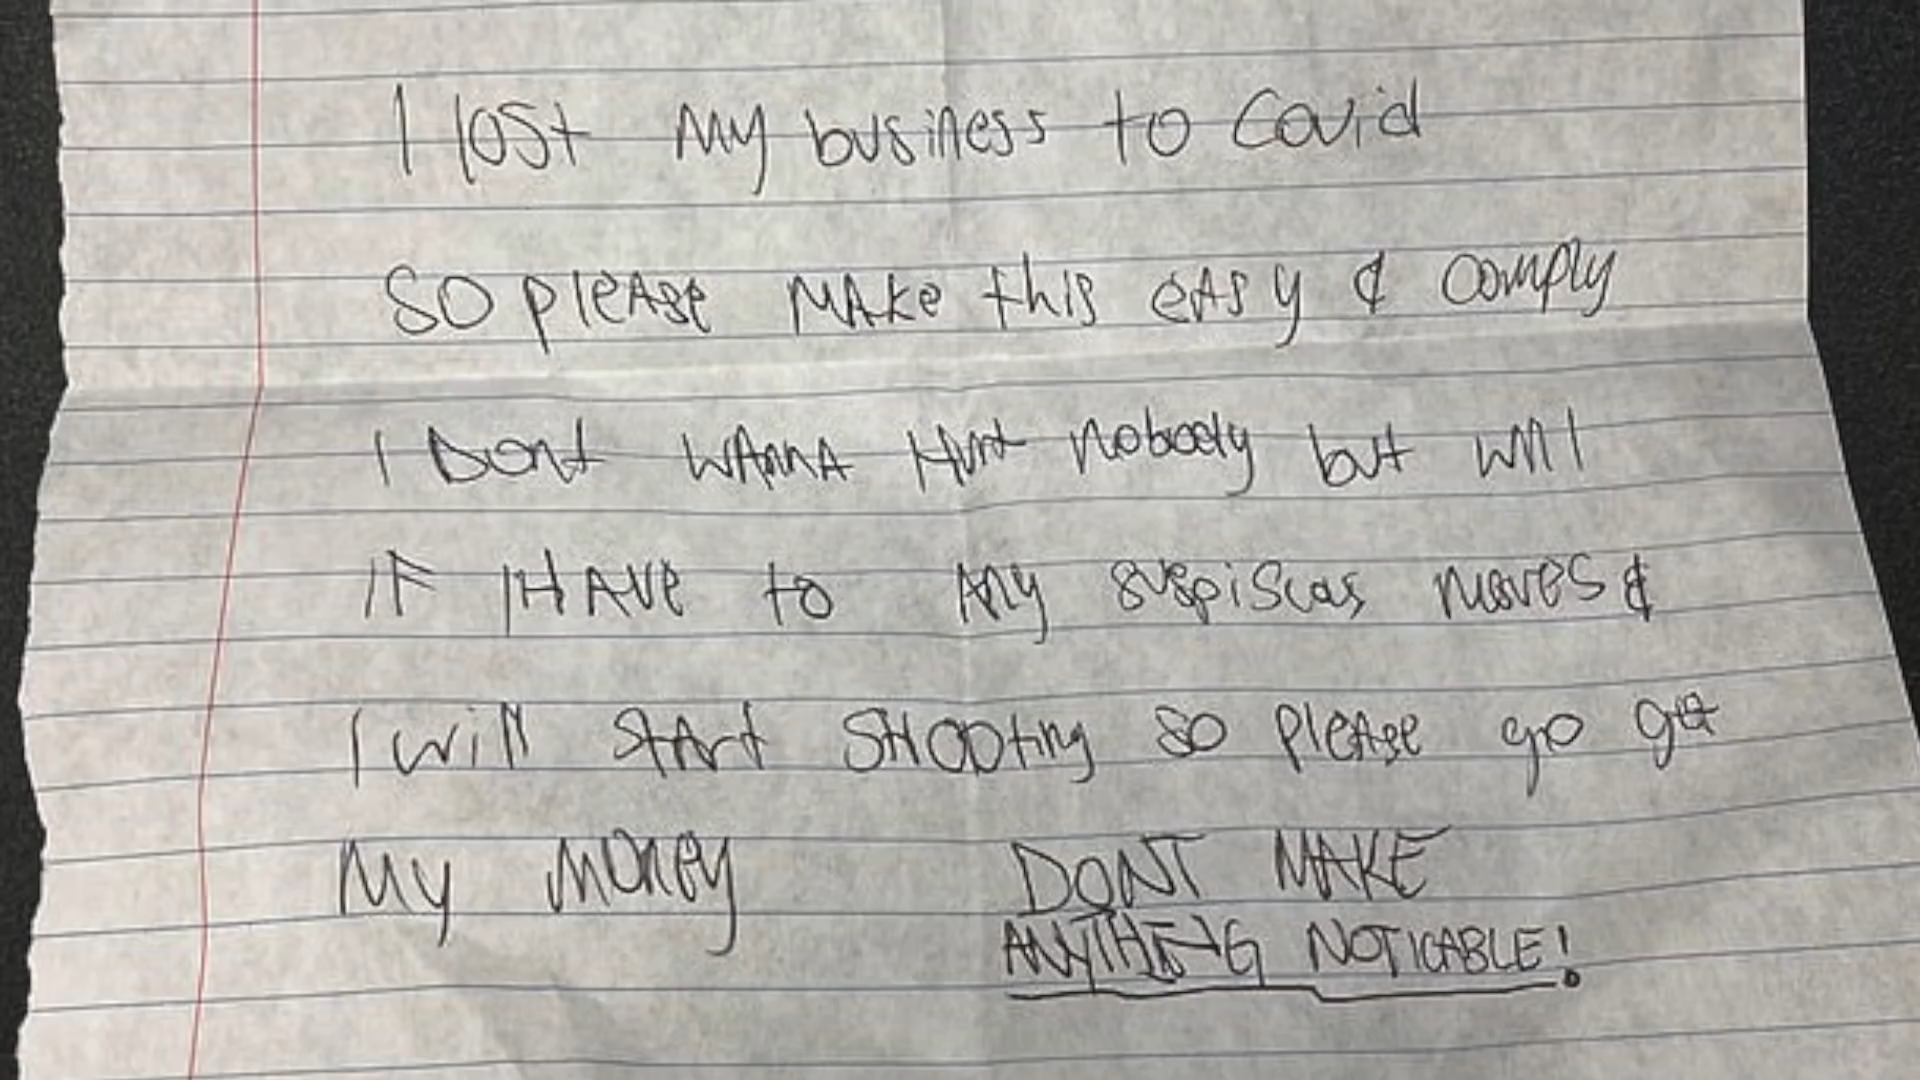 I lost my business to Covid
SO please MAKe this eAsy & comply
I Dont WAnnA Hurt nobody but will
IF I HAve to Any suspiscas moves &
I will stArt SHOOting so pleAse go get
My money DONT MAKE
ANYTHING NOTICABLE!